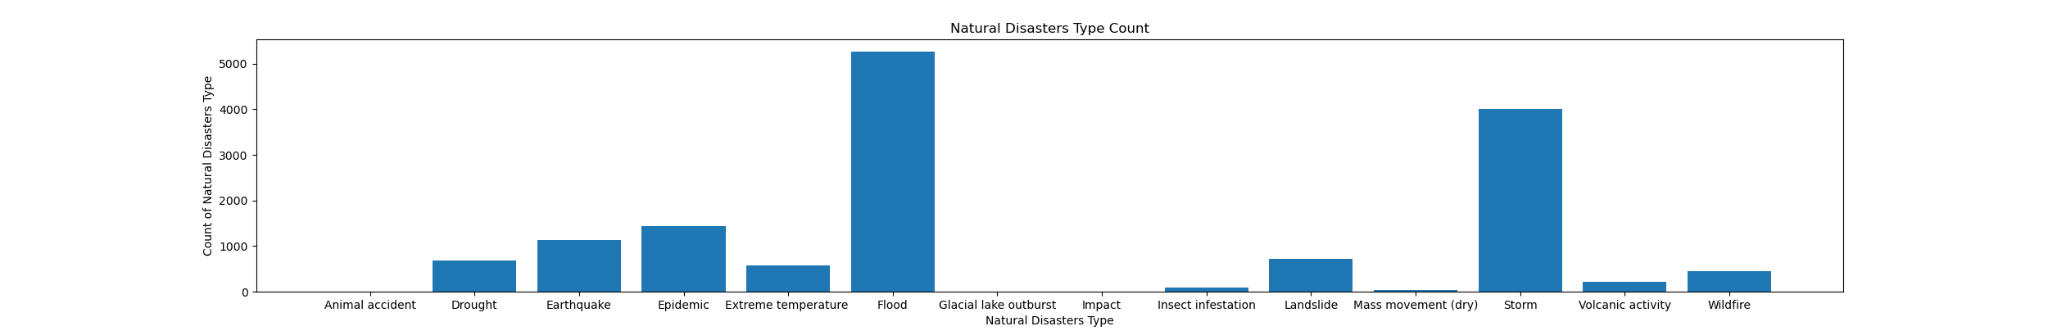 Natural Disasters Type Count
Count of Natural Disasters Type
5000
4000
3000
2000
1000
0
Animal accident Drought Earthquake Epidemic Extreme temperature Flood Glacial lake outburst Impact Insect infestation Landslide Mass movement (dry) Storm Volcanic activity Wildfire
Natural Disasters Type